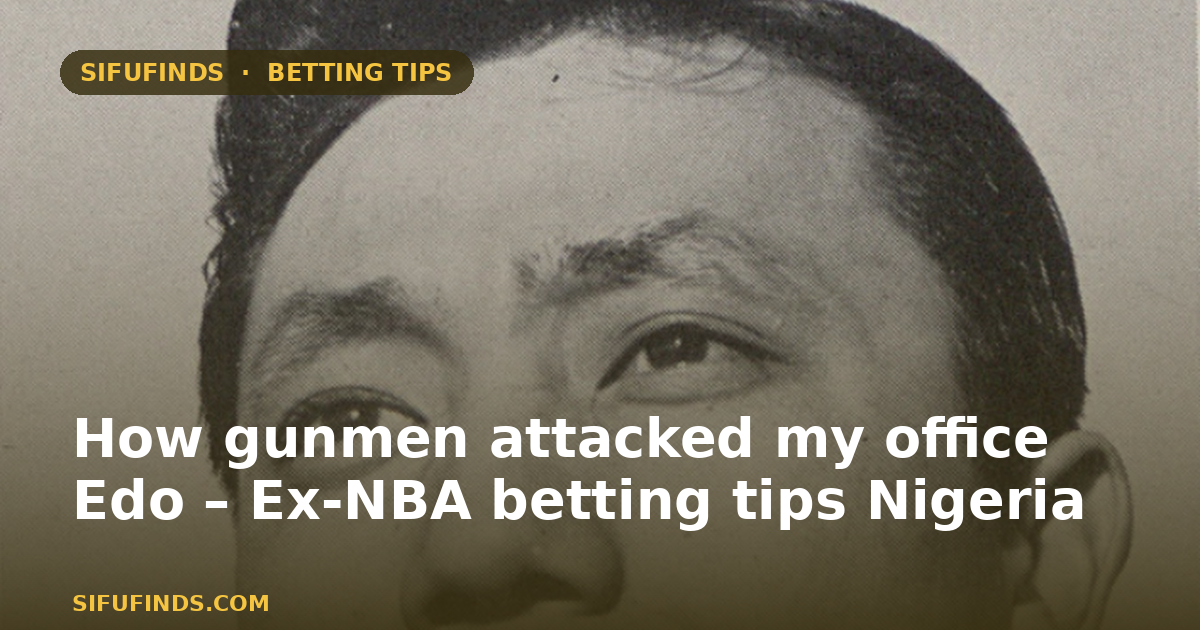 SIFUFINDS · BETTING TIPS
How gunmen attacked my office
Edo – Ex-NBA betting tips Nigeria
SIFUFINDS.COM